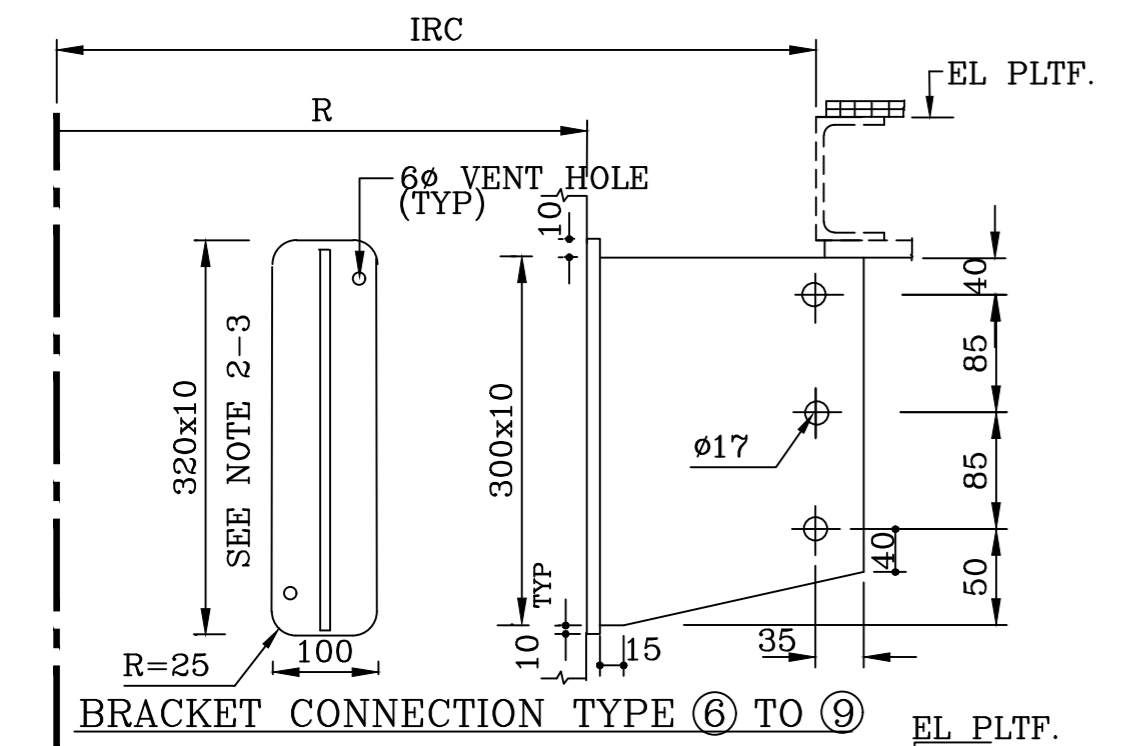 IRC
EL PLTF.
R
6ø VENT HOLE
(TYP)
10
40
320x10
SEE NOTE 2-3
300x10
85
ø17
85
40
50
TYP
10
15
35
R=25
100
BRACKET CONNECTION TYPE 6 TO 9
EL PLTF.